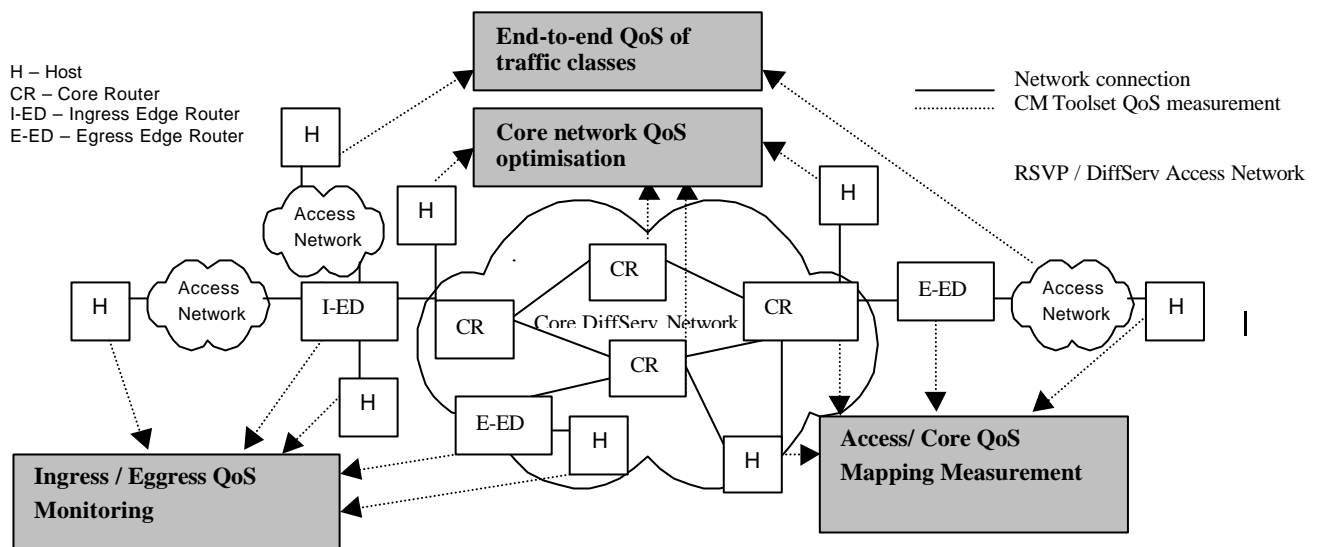 End-to-end QoS of
traffic classes
H – Host
CR – Core Router
I-ED – Ingress Edge Router
E-ED – Egress Edge Router
Network connection
CM Toolset QoS measurement
RSVP / DiffServ Access Network
Core network QoS
optimisation
H
H
H
Access
Network
H
Access
Network
I-ED
CR
CR
Core DiffServ Network
CR
CR
E-ED
Access
Network
H
H
E-ED
H
H
Ingress / Eggress QoS
Monitoring
Access/ Core QoS
Mapping Measurement